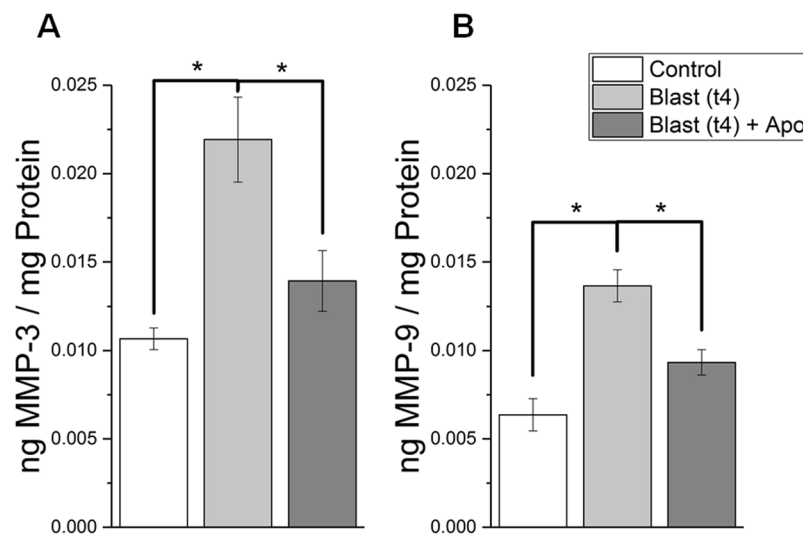 A
B
Control
Blast (t4)
Blast (t4) + Apo
* *
* *
ng MMP-3 / mg Protein
0.025
0.020
0.015
0.010
0.005
0.000
ng MMP-9 / mg Protein
0.025
0.020
0.015
0.010
0.005
0.000